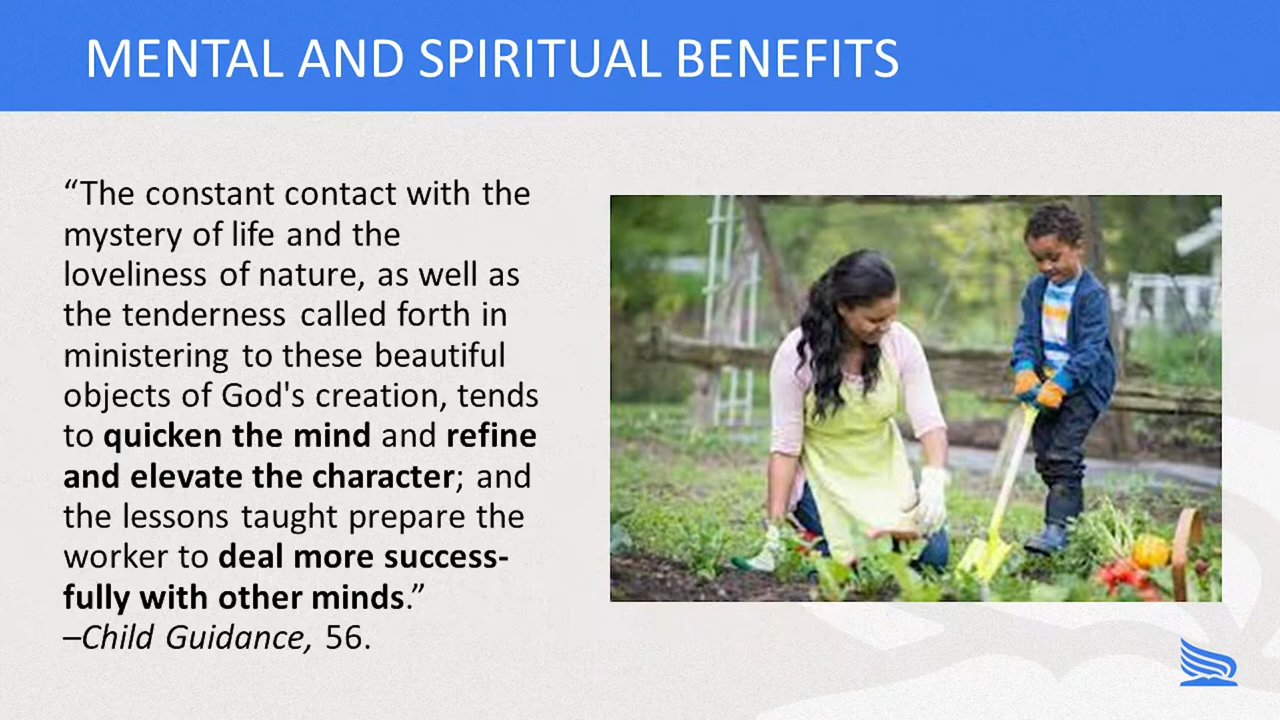 MENTAL AND SPIRITUAL BENEFITS
“The constant contact with the
mystery of life and the
loveliness of nature, as well as
the tenderness called forth in
ministering to these beautiful
objects of God's creation, tends
to quicken the mind and refine
and elevate the character; and
the lessons taught prepare the
worker to deal more success-
fully with other minds.”
–Child Guidance, 56.